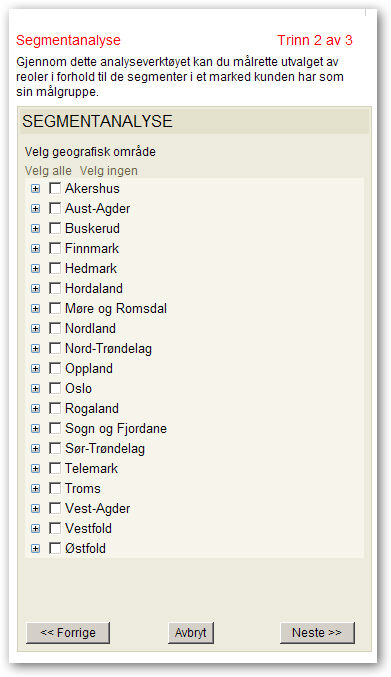 Segmentanalyse Trinn 2 av 3
Gjennom dette analyseverktøyet kan du målrette utvalget av
reoler i forhold til de segmenter i et marked kunden har som
sin målgruppe.
SEGMENTANALYSE
Velg geografisk område
Velg alle Velg ingen
Akershus
Aust-Agder
Buskerud
Finnmark
Hedmark
Hordaland
Møre og Romsdal
Nordland
Nord-Trøndelag
Oppland
Oslo
Rogaland
Sogn og Fjordane
Sør-Trøndelag
Telemark
Troms
Vest-Agder
Vestfold
Østfold
<< Forrige Avbryt Neste >>